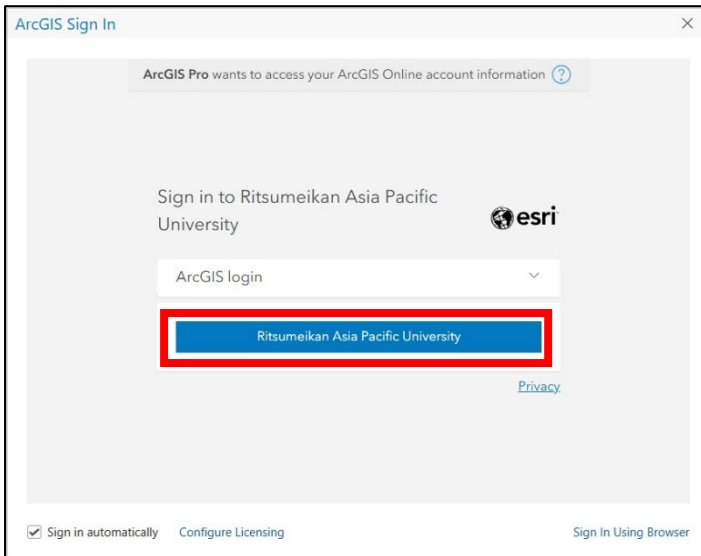 ArcGIS Sign In
ArcGIS Pro wants to access your ArcGIS Online account information ?
Sign in to Ritsumeikan Asia Pacific
University
esri
ArcGIS login
Ritsumeikan Asia Pacific University
Privacy
Sign in automatically Configure Licensing Sign In Using Browser